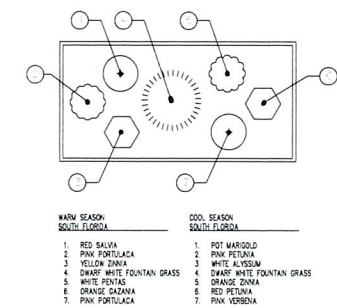 WARM SEASON
SOUTH FLORIDA
1. RED SALVIA
2. PINK PORTULACA
3. YELLOW ZINNIA
4. DWARF WHITE FOUNTAIN GRASS
5. WHITE PENTAS
6. ORANGE GAZANIA
7. PINK PORTULACA
COOL SEASON
SOUTH FLORIDA
1. POT MARIGOLD
2. PINK PETUNIA
3. WHITE ALYSSUM
4. DWARF WHITE FOUNTAIN GRASS
5. ORANGE ZINNIA
6. RED PETUNIA
7. PINK VERBENA